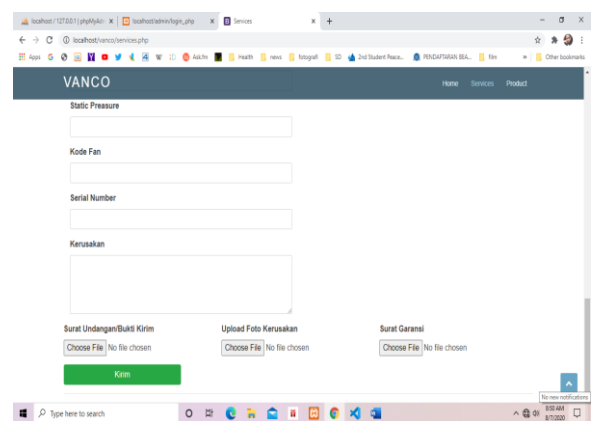 localhost / 127.0.0.1 | phpMyAdm
localhost/admin/login_php
Services
localhost/vanco/services.php
Apps
Ask.fm
Health
news
fotografi
SD
2nd Student Peace...
PENDAFTARAN BEA...
film
Other bookmarks
VANCO
Home Services Product
Static Preasure
Kode Fan
Serial Number
Kerusakan
Surat Undangan/Bukti Kirim Upload Foto Kerusakan Surat Garansi
Choose File No file chosen Choose File No file chosen Choose File No file chosen
Kirim
No new notifications
Type here to search
8:50 AM
8/7/2020